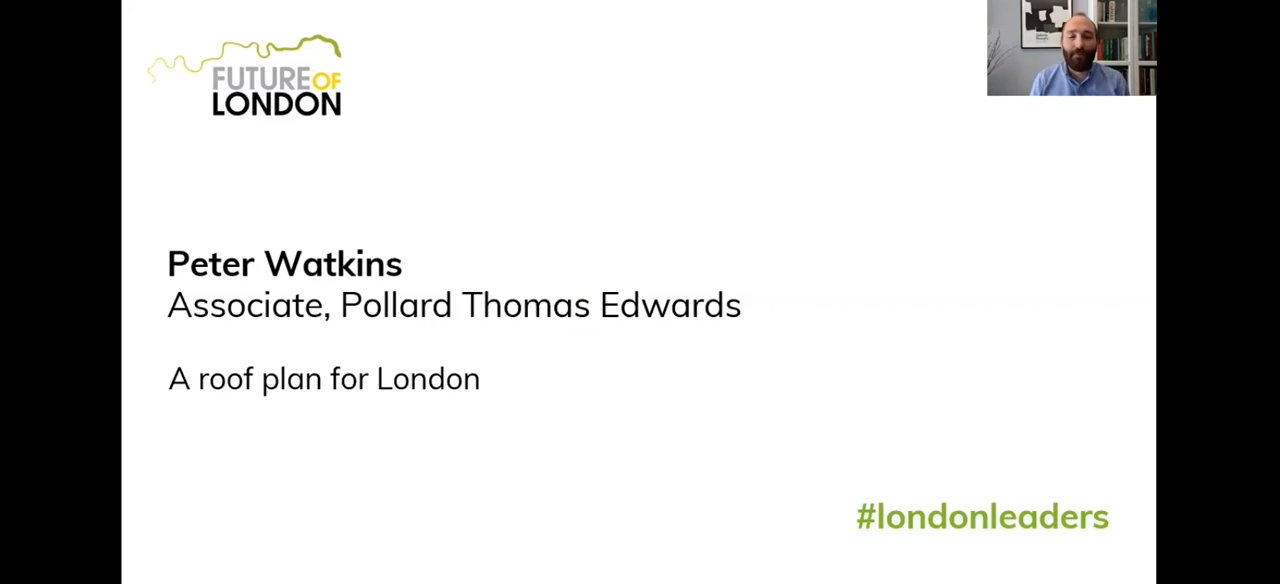 FUTURE OF
LONDON
Peter Watkins
Associate, Pollard Thomas Edwards
A roof plan for London
#londonleaders